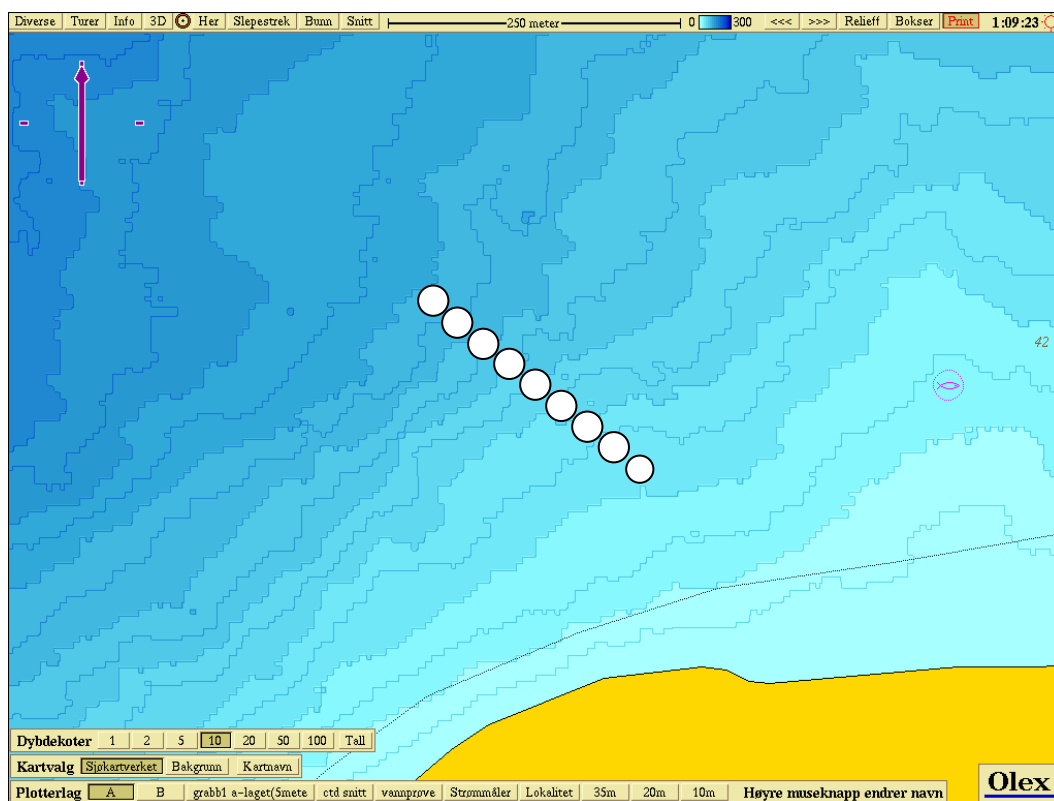 Diverse Turer Info 3D Her Slepestrek Bunn Snitt 250 meter 0 300 <<< >>> Relieff Bokser Print 1:09:23
42
Dybdekoter 1 2 5 10 20 50 100 Tall
Kartvalg Sjøkartverket Bakgrunn Kartnavn
Plotterlag A B grabb1 a-laget(5mete ctd snitt vannprøve Strømmåler Lokalitet 35m 20m 10m Høyre museknapp endrer navn
Olex